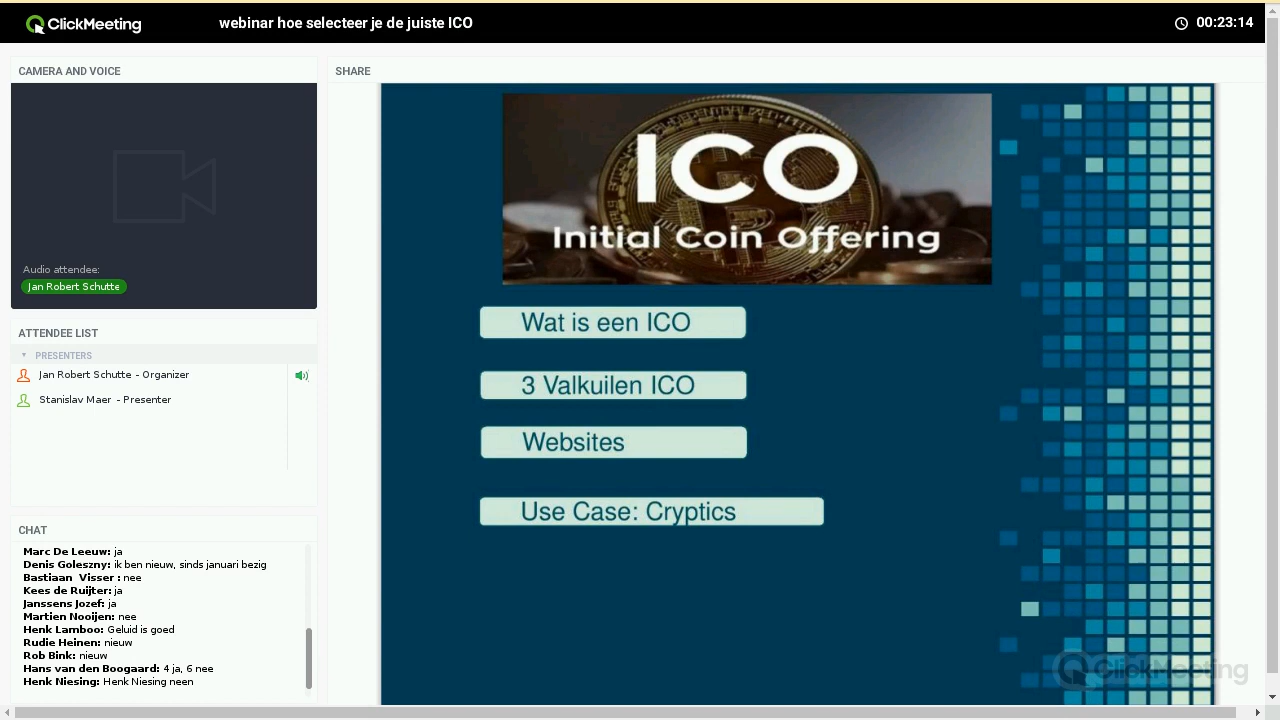 ClickMeeting
webinar hoe selecteer je de juiste ICO
00:23:14
CAMERA AND VOICE
Audio attendee:
Jan Robert Schutte
ATTENDEE LIST
PRESENTERS
Jan Robert Schutte - Organizer
Stanislav Maer - Presenter
CHAT
Marc De Leeuw: ja
Denis Goleszny: ik ben nieuw, sinds januari bezig
Bastiaan Visser : nee
Kees de Ruijter: ja
Janssens Jozef: ja
Martien Nooijen: nee
Henk Lamboo: Geluid is goed
Rudie Heinen: nieuw
Rob Bink: nieuw
Hans van den Boogaard: 4 ja, 6 nee
Henk Niesing: Henk Niesing neen
SHARE
ICO
Initial Coin Offering
Wat is een ICO
3 Valkuilen ICO
Websites
Use Case: Cryptics
ClickMeeting